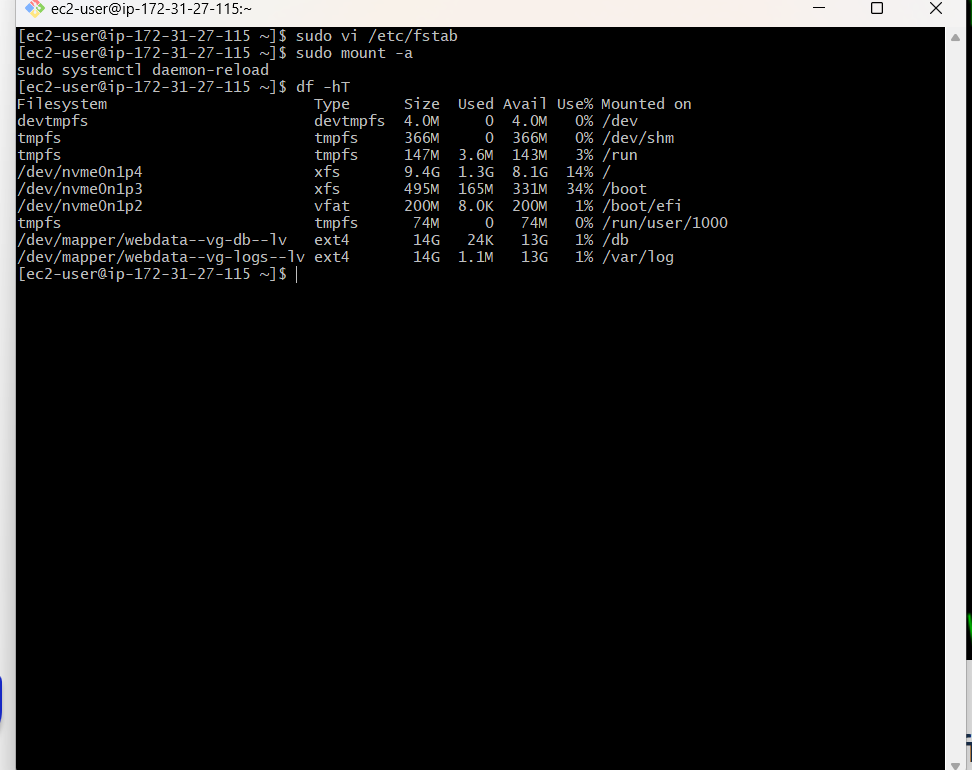 ec2-user@ip-172-31-27-115:~
[ec2-user@ip-172-31-27-115 ~]$ sudo vi /etc/fstab
[ec2-user@ip-172-31-27-115 ~]$ sudo mount -a
sudo systemctl daemon-reload
[ec2-user@ip-172-31-27-115 ~]$ df -hT
Filesystem                       Type      Size  Used Avail Use% Mounted on
devtmpfs                         devtmpfs  4.0M     0  4.0M   0% /dev
tmpfs                            tmpfs     366M     0  366M   0% /dev/shm
tmpfs                            tmpfs     147M  3.6M  143M   3% /run
/dev/nvme0n1p4                   xfs       9.4G  1.3G  8.1G  14% /
/dev/nvme0n1p3                   xfs       495M  165M  331M  34% /boot
/dev/nvme0n1p2                   vfat      200M  8.0K  200M   1% /boot/efi
tmpfs                            tmpfs      74M     0   74M   0% /run/user/1000
/dev/mapper/webdata--vg-db--lv   ext4       14G   24K   13G   1% /db
/dev/mapper/webdata--vg-logs--lv ext4       14G  1.1M   13G   1% /var/log
[ec2-user@ip-172-31-27-115 ~]$